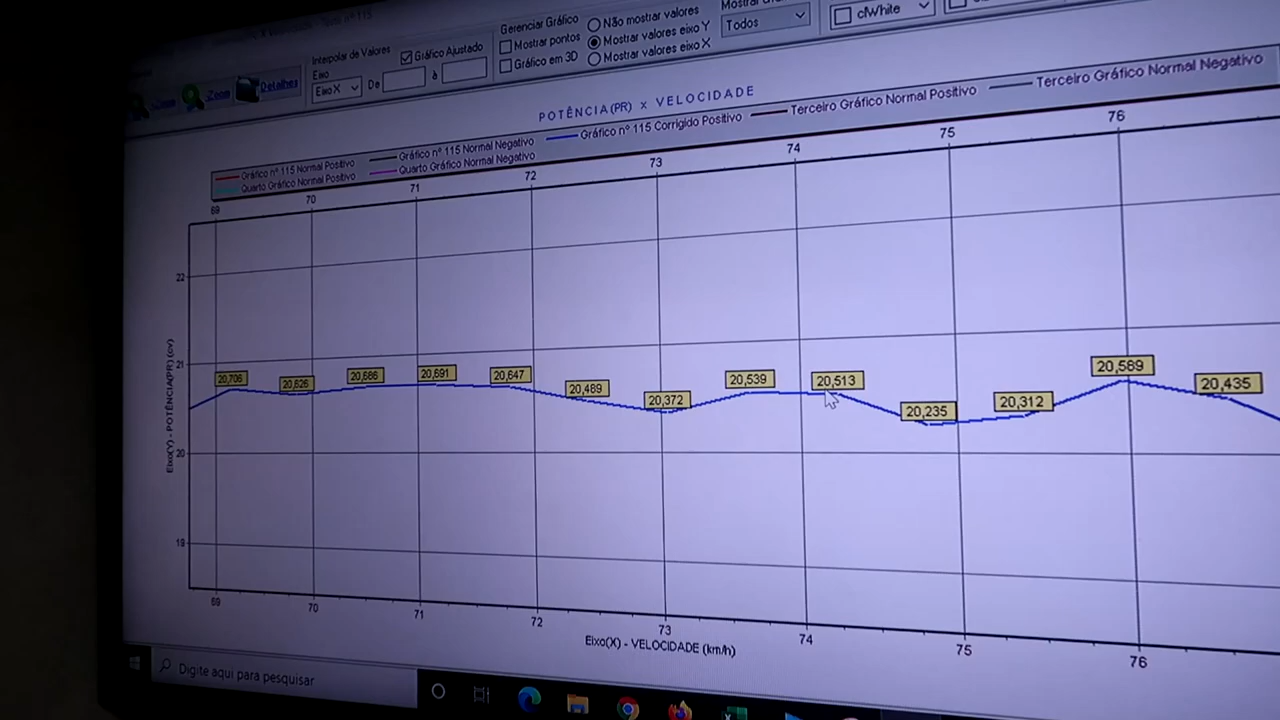 Interpolar de Valores
Eixo
Eixo X
De
à
Gráfico Ajustado
Gerenciar Gráfico
Mostrar pontos
Gráfico em 3D
Não mostrar valores
Mostrar valores eixo Y
Mostrar valores eixo X
Todos
clWhite
-Zoom
-Zoom
Detalhes
POTÊNCIA(PR) x VELOCIDADE
Gráfico nº 115 Normal Positivo
Gráfico nº 115 Normal Negativo
Gráfico nº 115 Corrigido Positivo
Terceiro Gráfico Normal Positivo
Terceiro Gráfico Normal Negativo
Quarto Gráfico Normal Positivo
Quarto Gráfico Normal Negativo
69 70 71 72 73 74 75 76
22
21
20
19
Eixo(Y) - POTÊNCIA(PR) (cv)
20,706 20,626 20,686 20,691 20,647 20,489 20,372 20,539 20,513 20,235 20,312 20,589 20,435
69 70 71 72 73 74 75 76
Eixo(X) - VELOCIDADE (km/h)
Digite aqui para pesquisar